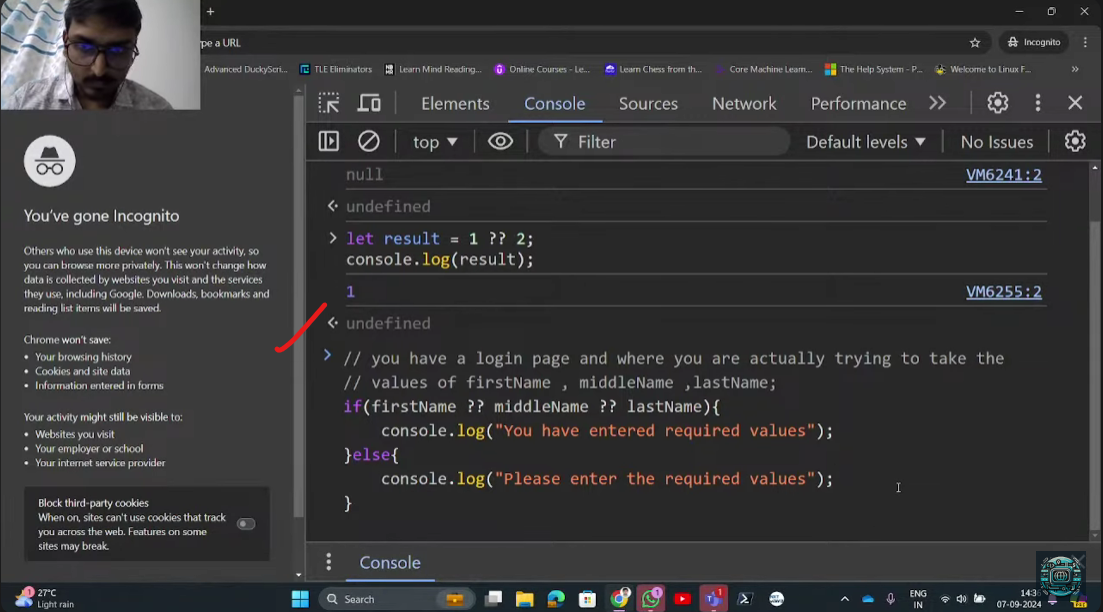 pe a URL
Incognito
Advanced DuckyScri...
TLE Eliminators
Learn Mind Reading...
Online Courses - Le...
Learn Chess from th...
Core Machine Learn...
The Help System - P...
Welcome to Linux F...
Elements
Console
Sources
Network
Performance
top
Filter
Default levels
No Issues
null
VM6241:2
undefined
let result = 1 ?? 2;
console.log(result);
1
VM6255:2
undefined
// you have a login page and where you are actually trying to take the
// values of firstName , middleName ,lastName;
if(firstName ?? middleName ?? lastName){
console.log("You have entered required values");
}else{
console.log("Please enter the required values");
}
Console
You've gone Incognito
Others who use this device won't see your activity, so
you can browse more privately. This won't change how
data is collected by websites you visit and the services
they use, including Google. Downloads, bookmarks and
reading list items will be saved.
Chrome won't save:
• Your browsing history
• Cookies and site data
• Information entered in forms
Your activity might still be visible to:
• Websites you visit
• Your employer or school
• Your internet service provider
Block third-party cookies
When on, sites can't use cookies that track
you across the web. Features on some
sites may break.
1
27°C
Light rain
Search
1
1
ENG
IN
07-09-2024